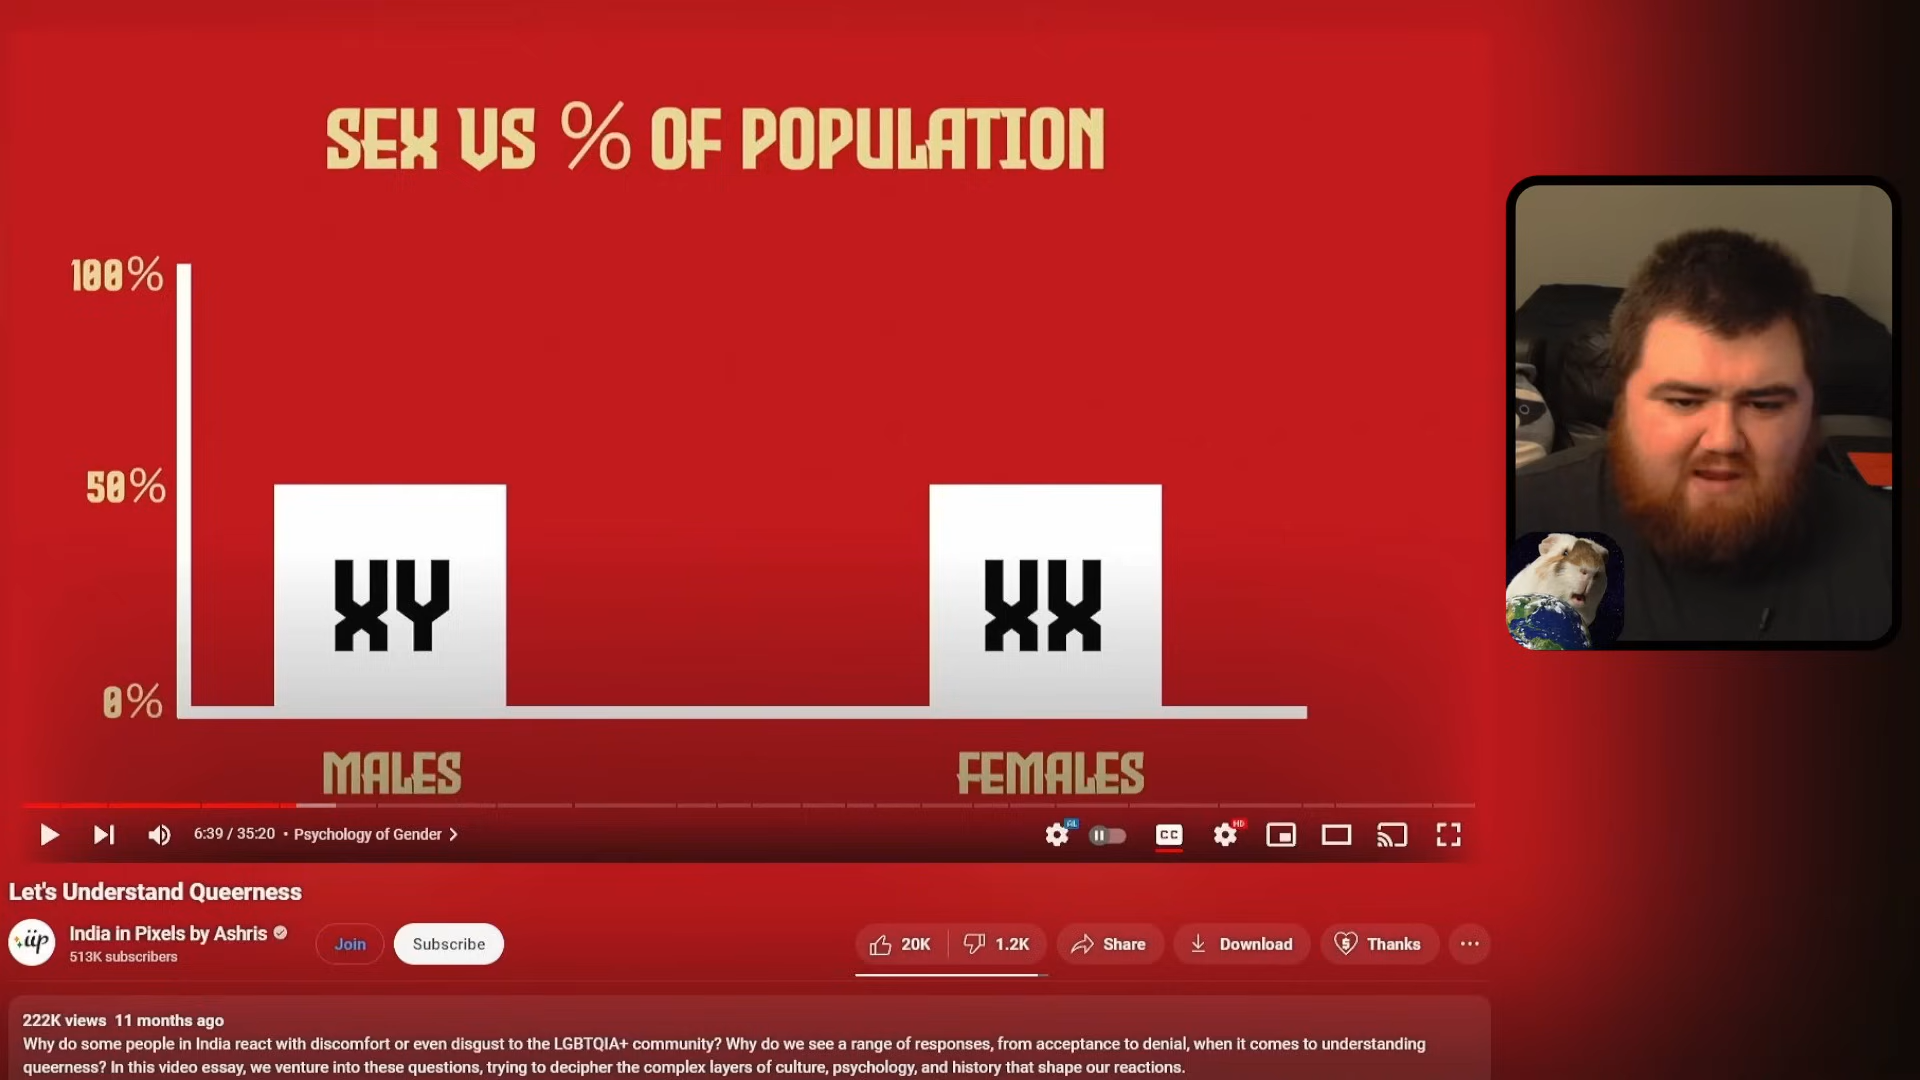 SEX VS % OF POPULATION
100%
50%
0%
XY
XX
MALES
FEMALES
6:39 / 35:20 • Psychology of Gender >
CC
HD
Let's Understand Queerness
India in Pixels by Ashris
513K subscribers
Join
Subscribe
20K
1.2K
Share
Download
Thanks
222K views 11 months ago
Why do some people in India react with discomfort or even disgust to the LGBTQIA+ community? Why do we see a range of responses, from acceptance to denial, when it comes to understanding
queerness? In this video essay, we venture into these questions, trying to decipher the complex layers of culture, psychology, and history that shape our reactions.